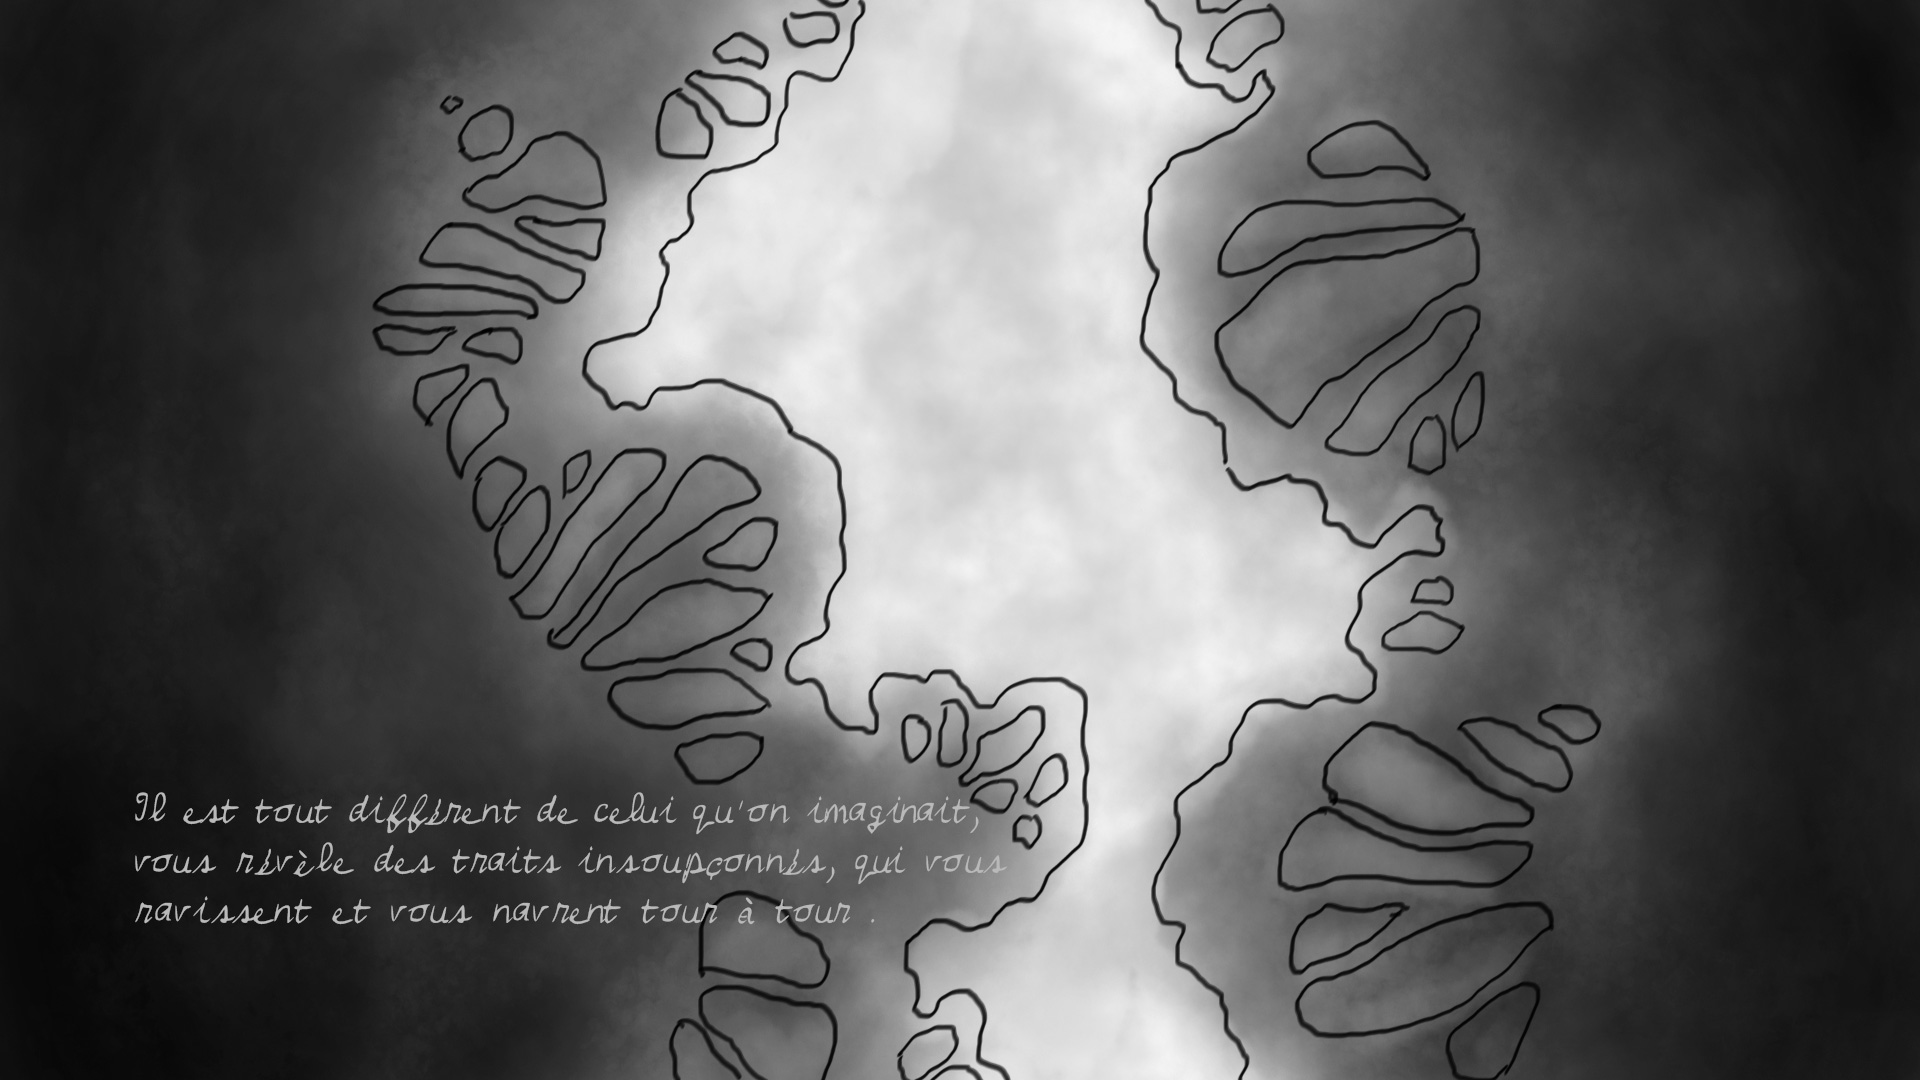 Il est tout différent de celui qu'on imaginait,
vous révèle des traits insoupçonnés, qui vous
ravissent et vous navrent tour à tour .